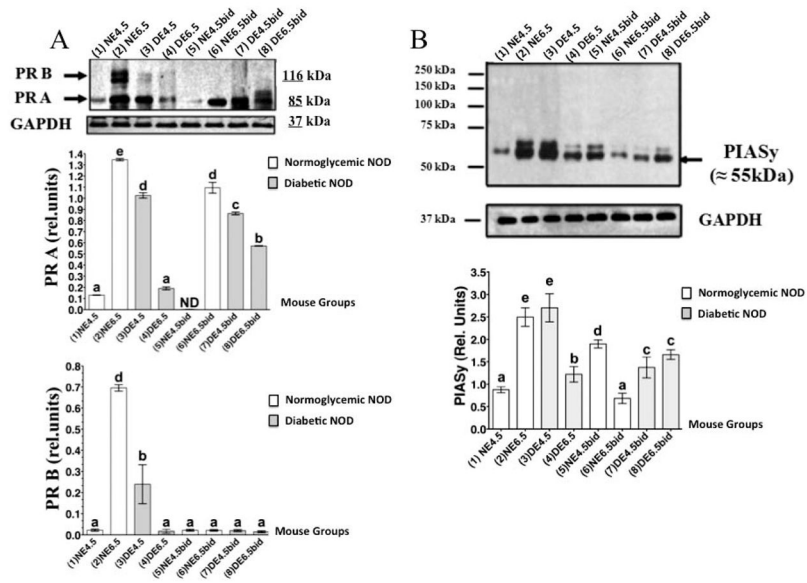 A
(1) NE4.5
(2) NE6.5
(3) DE4.5
(4) DE6.5
(5) NE4.5bid
(6) NE6.5bid
(7) DE4.5bid
(8) DE6.5bid
PR B
116 kDa
PR A
85 kDa
GAPDH
37 kDa
PR A (rel.units)
1.4
1.3
1.2
1.1
1.0
0.9
0.8
0.7
0.6
0.5
0.4
0.3
0.2
0.1
0.0
a
e
d
a
ND
d
c
b
Normoglycemic NOD
Diabetic NOD
Mouse Groups
(1)NE4.5
(2)NE6.5
(3)DE4.5
(4)DE6.5
(5)NE4.5bid
(6)NE6.5bid
(7)DE4.5bid
(8)DE6.5bid
PR B (rel.units)
0.8
0.7
0.6
0.5
0.4
0.3
0.2
0.1
0.0
a
d
b
a
a
a
a
a
Normoglycemic NOD
Diabetic NOD
Mouse Groups
(1)NE4.5
(2)NE6.5
(3)DE4.5
(4)DE6.5
(5)NE4.5bid
(6)NE6.5bid
(7)DE4.5bid
(8)DE6.5bid
B
(1) NE4.5
(2) NE6.5
(3) DE4.5
(4) DE6.5
(5) NE4.5bid
(6) NE6.5bid
(7) DE4.5bid
(8) DE6.5bid
250 kDa
150 kDa
100 kDa
75 kDa
50 kDa
37 kDa
PIASy
(≈ 55kDa)
GAPDH
PIASy (Rel. Units)
3.5
3.0
2.5
2.0
1.5
1.0
0.5
0.0
a
e
e
b
d
a
c
c
Normoglycemic NOD
Diabetic NOD
Mouse Groups
(1) NE4.5
(2)NE6.5
(3)DE4.5
(4)DE6.5
(5)NE4.5bid
(6)NE6.5bid
(7)DE4.5bid
(8)DE6.5bid